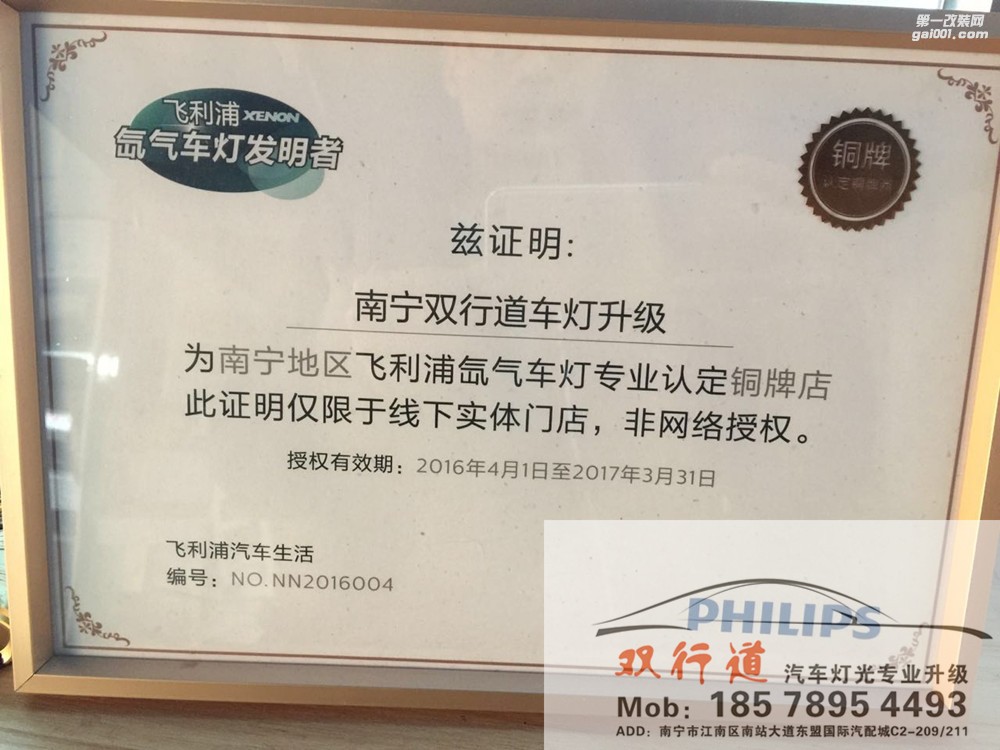 第一改装网
gai001.com
飞利浦 XENON
氙气车灯发明者
铜牌
兹证明:
南宁双行道车灯升级
为南宁地区飞利浦氙气车灯专业认定铜牌店
此证明仅限于线下实体门店，非网络授权。
授权有效期：2016年4月1日至2017年3月31日
飞利浦汽车生活
编号：NO.NN2016004
PHILIPS
双行道 汽车灯光专业升级
Mob: 185 7895 4493
ADD: 南宁市江南区南站大道东盟国际汽配城C2-209/211